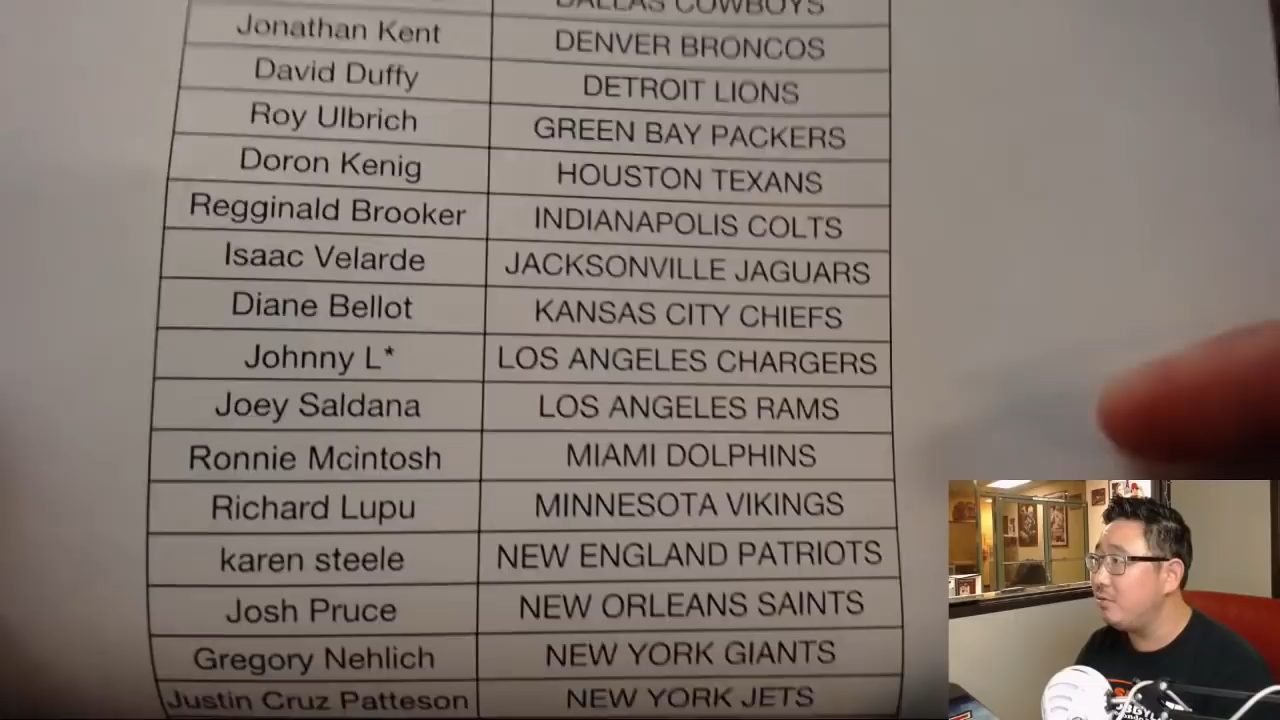 DALLAS COWBOYS
Jonathan Kent DENVER BRONCOS
David Duffy DETROIT LIONS
Roy Ulbrich GREEN BAY PACKERS
Doron Kenig HOUSTON TEXANS
Regginald Brooker INDIANAPOLIS COLTS
Isaac Velarde JACKSONVILLE JAGUARS
Diane Bellot KANSAS CITY CHIEFS
Johnny L* LOS ANGELES CHARGERS
Joey Saldana LOS ANGELES RAMS
Ronnie Mcintosh MIAMI DOLPHINS
Richard Lupu MINNESOTA VIKINGS
karen steele NEW ENGLAND PATRIOTS
Josh Pruce NEW ORLEANS SAINTS
Gregory Nehlich NEW YORK GIANTS
Justin Cruz Patteson NEW YORK JETS